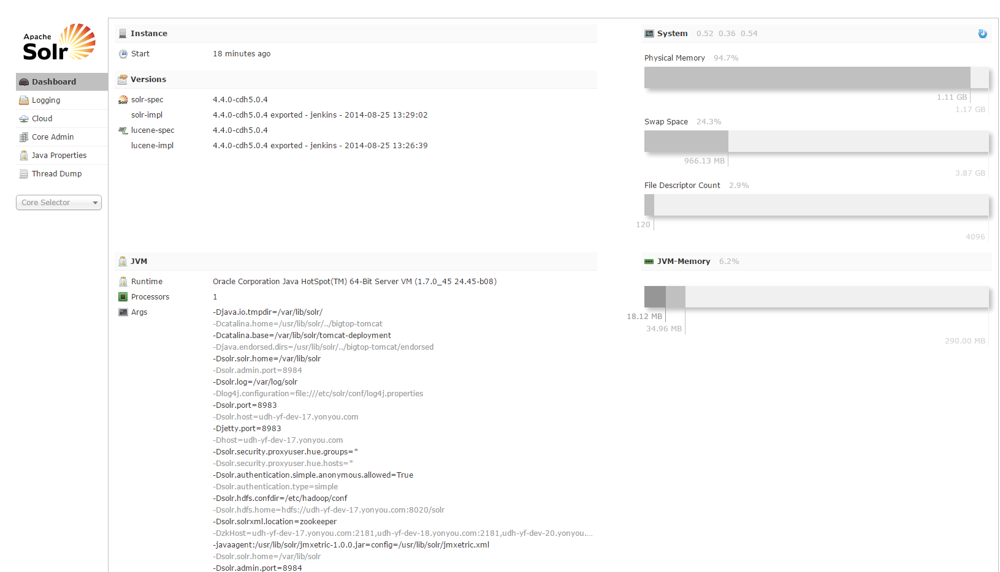 Apache
Solr
Dashboard
Logging
Cloud
Core Admin
Java Properties
Thread Dump
Core Selector
Instance
Start 18 minutes ago
Versions
solr-spec 4.4.0-cdh5.0.4
solr-impl 4.4.0-cdh5.0.4 exported - jenkins - 2014-08-25 13:29:02
lucene-spec 4.4.0-cdh5.0.4
lucene-impl 4.4.0-cdh5.0.4 exported - jenkins - 2014-08-25 13:26:39
System 0.52 0.36 0.54
Physical Memory 94.7%
1.11 GB
1.17 GB
Swap Space 24.3%
966.13 MB
3.87 GB
File Descriptor Count 2.9%
120
4096
JVM
Runtime Oracle Corporation Java HotSpot(TM) 64-Bit Server VM (1.7.0_45 24.45-b08)
Processors 1
Args -Djava.io.tmpdir=/var/lib/solr/
-Dcatalina.home=/usr/lib/solr/../bigtop-tomcat
-Dcatalina.base=/var/lib/solr/tomcat-deployment
-Djava.endorsed.dirs=/usr/lib/solr/../bigtop-tomcat/endorsed
-Dsolr.solr.home=/var/lib/solr
-Dsolr.admin.port=8984
-Dsolr.log=/var/log/solr
-Dlog4j.configuration=file:///etc/solr/conf/log4j.properties
-Dsolr.port=8983
-Dsolr.host=udh-yf-dev-17.yonyou.com
-Djetty.port=8983
-Dhost=udh-yf-dev-17.yonyou.com
-Dsolr.security.proxyuser.hue.groups=*
-Dsolr.security.proxyuser.hue.hosts=*
-Dsolr.authentication.simple.anonymous.allowed=True
-Dsolr.authentication.type=simple
-Dsolr.hdfs.confdir=/etc/hadoop/conf
-Dsolr.hdfs.home=hdfs://udh-yf-dev-17.yonyou.com:8020/solr
-Dsolr.solrxml.location=zookeeper
-DzkHost=udh-yf-dev-17.yonyou.com:2181,udh-yf-dev-18.yonyou.com:2181,udh-yf-dev-20.yonyou....
-javaagent:/usr/lib/solr/jmxetric-1.0.0.jar=config=/usr/lib/solr/jmxetric.xml
-Dsolr.solr.home=/var/lib/solr
-Dsolr.admin.port=8984
JVM-Memory 6.2%
18.12 MB
34.96 MB
290.00 MB